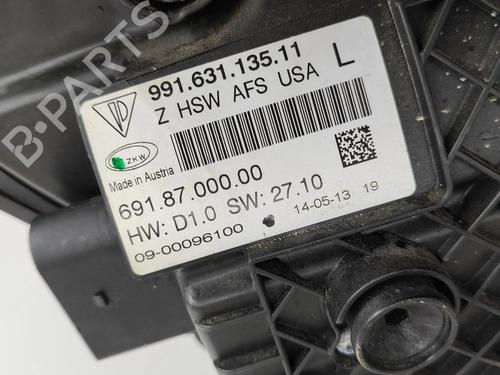 B-PARTS
991.631.135.11 L
Z HSW AFS USA
ZKW
Made in Austria
691.87.000.00
HW: D1.0 SW: 27.10
09-00096100 14-05-13 19